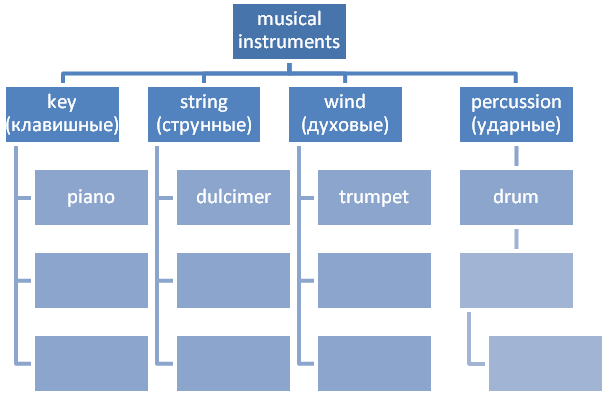 musical
instruments
key
(клавишные)
string
(струнные)
wind
(духовые)
percussion
(ударные)
piano
dulcimer
trumpet
drum